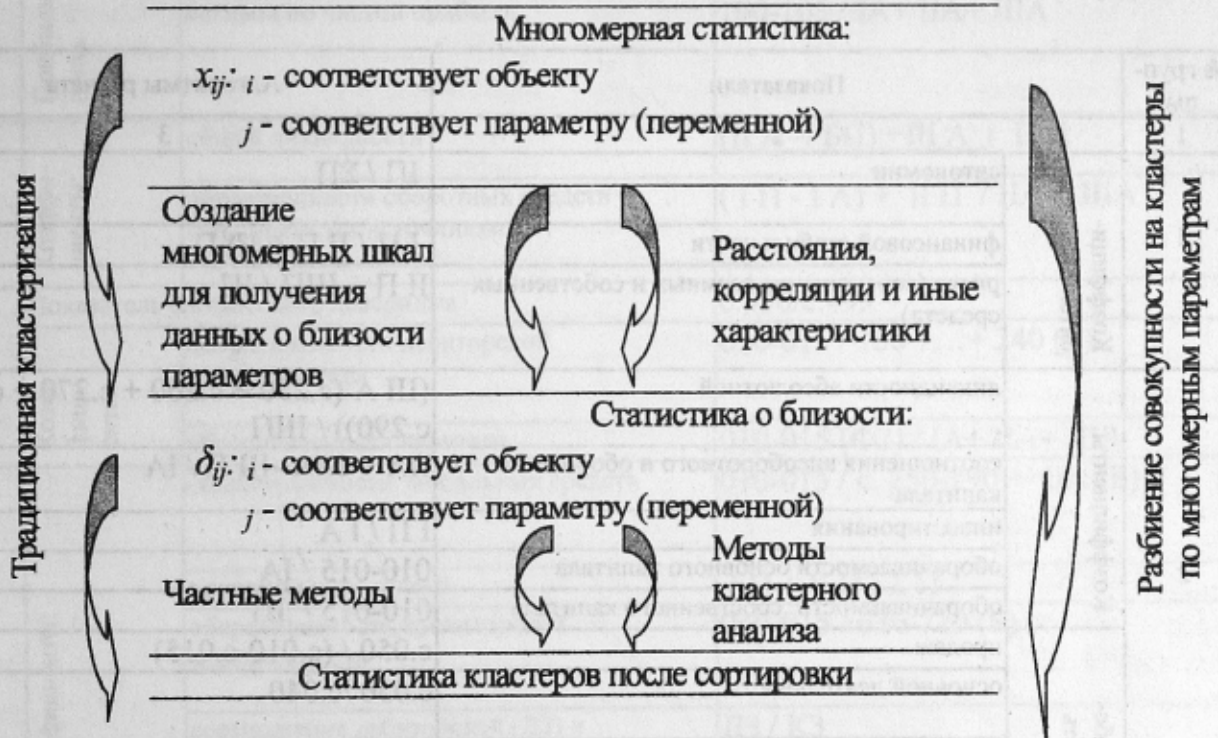 Многомерная статистика:
x_ij: i - соответствует объекту
j - соответствует параметру (переменной)
Традиционная кластеризация
Создание
многомерных шкал
для получения
данных о близости
параметров
Расстояния,
корреляции и иные
характеристики
Разбиение совокупности на кластеры
по многомерным параметрам
Статистика о близости:
δ_ij: i - соответствует объекту
j - соответствует параметру (переменной)
Частные методы
Методы
кластерного
анализа
Статистика кластеров после сортировки